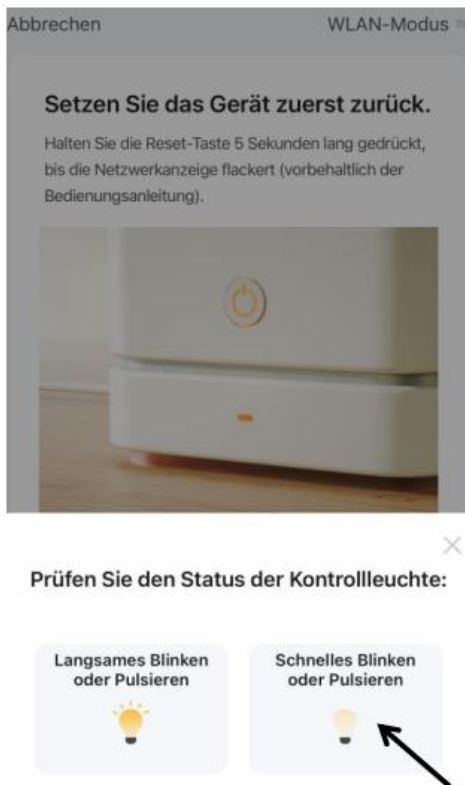 Abbrechen WLAN-Modus
Setzen Sie das Gerät zuerst zurück.
Halten Sie die Reset-Taste 5 Sekunden lang gedrückt,
bis die Netzwerkanzeige flackert (vorbehaltlich der
Bedienungsanleitung).
Prüfen Sie den Status der Kontrollleuchte:
Langsames Blinken
oder Pulsieren
Schnelles Blinken
oder Pulsieren